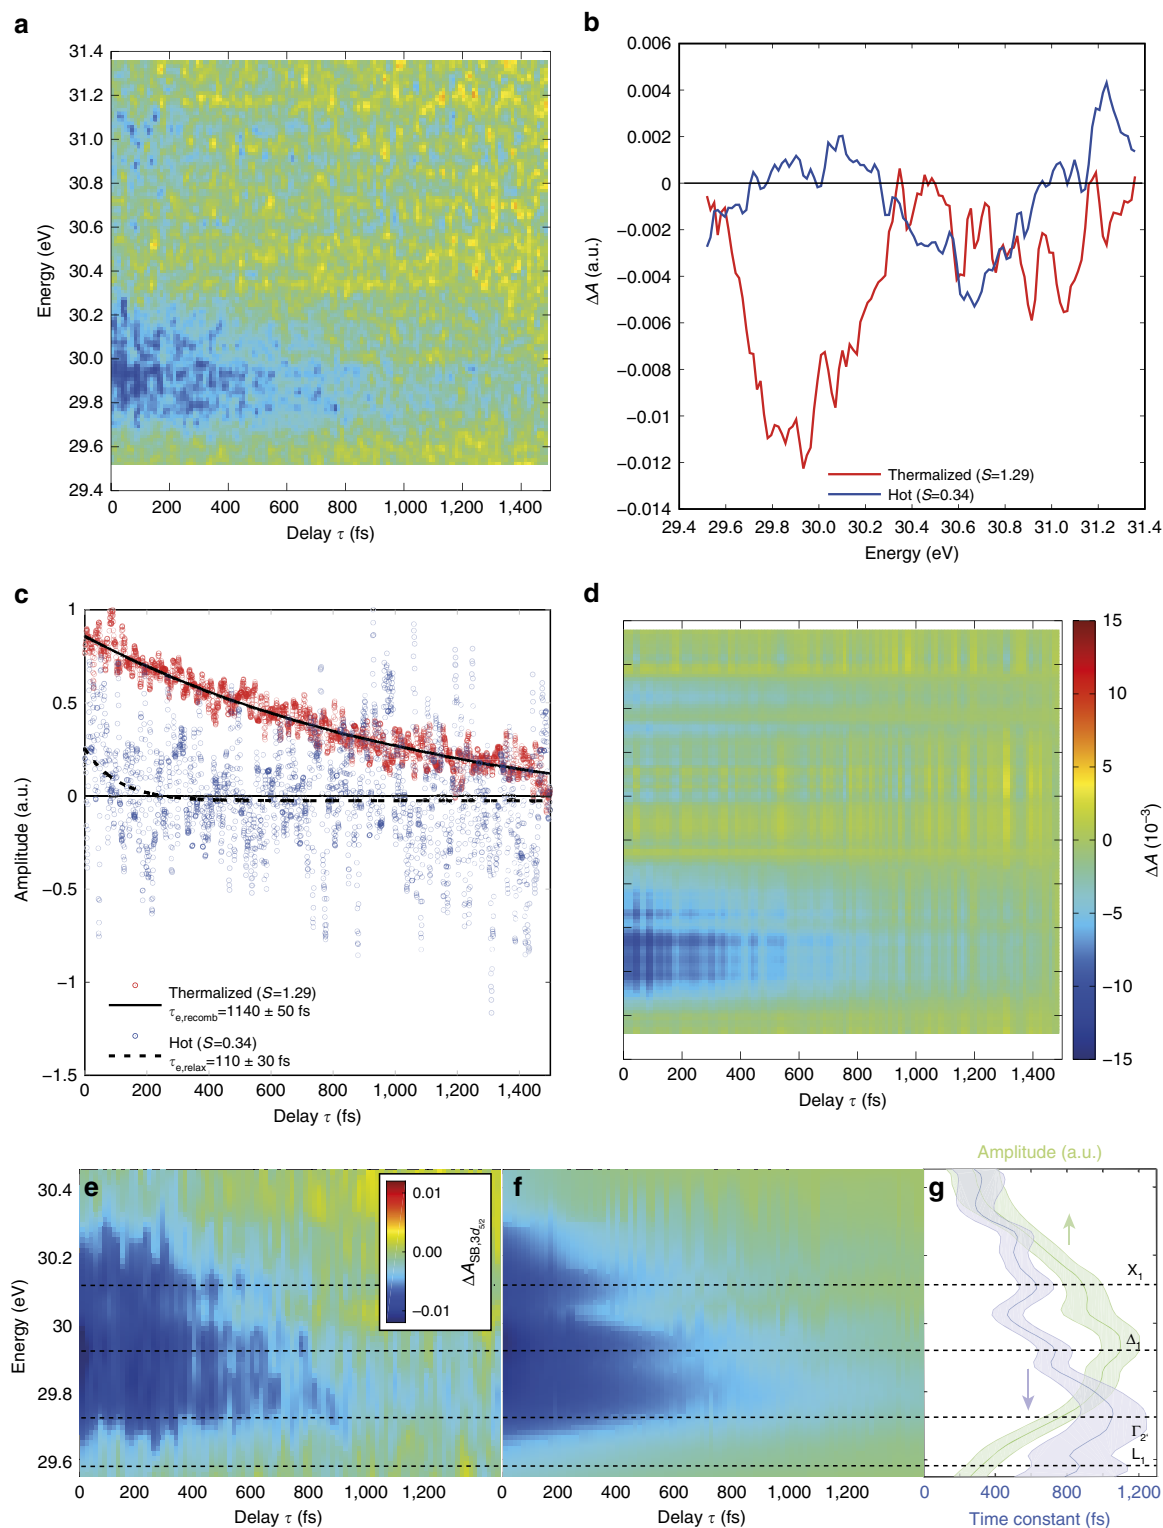 a
31.4
31.2
31.0
30.8
30.6
30.4
30.2
30.0
29.8
29.6
29.4
Energy (eV)
0 200 400 600 800 1,000 1,200 1,400
Delay τ (fs)
b
0.006
0.004
0.002
0
−0.002
−0.004
−0.006
−0.008
−0.01
−0.012
−0.014
ΔA (a.u.)
Thermalized (S=1.29)
Hot (S=0.34)
29.4 29.6 29.8 30.0 30.2 30.4 30.6 30.8 31.0 31.2 31.4
Energy (eV)
c
1
0.5
0
−0.5
−1
−1.5
Amplitude (a.u.)
Thermalized (S=1.29)
τe,recomb=1140 ± 50 fs
Hot (S=0.34)
τe,relax=110 ± 30 fs
0 200 400 600 800 1,000 1,200 1,400
Delay τ (fs)
d
15
10
5
0
−5
−10
−15
ΔA (10−3)
0 200 400 600 800 1,000 1,200 1,400
Delay τ (fs)
e
30.4
30.2
30
29.8
29.6
Energy (eV)
0.01
0.00
−0.01
ΔASB,3d5/2
0 200 400 600 800 1,000 1,200
Delay τ (fs)
f
0 200 400 600 800 1,000 1,200
Delay τ (fs)
Amplitude (a.u.)
g
X1
Δ1
Γ2'
L1
0 400 800 1,200
Time constant (fs)